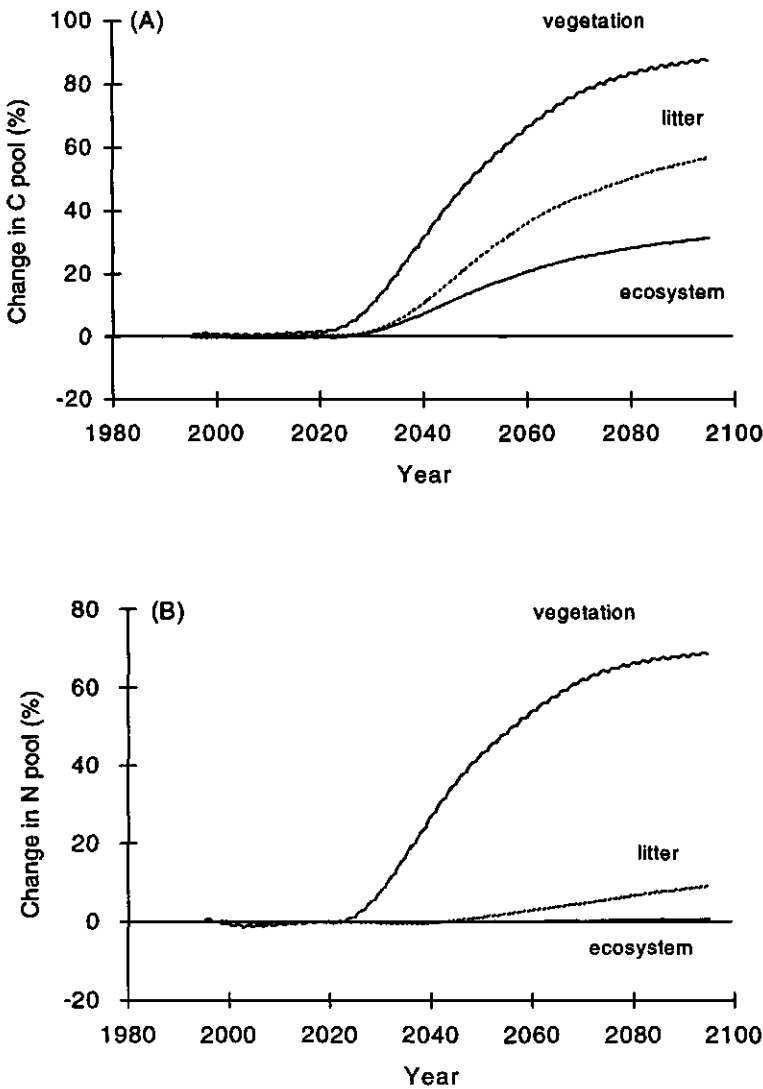 (A)
vegetation
litter
ecosystem
Change in C pool (%)
100
80
60
40
20
0
-20
1980 2000 2020 2040 2060 2080 2100
Year
(B)
vegetation
litter
ecosystem
Change in N pool (%)
80
60
40
20
0
-20
1980 2000 2020 2040 2060 2080 2100
Year